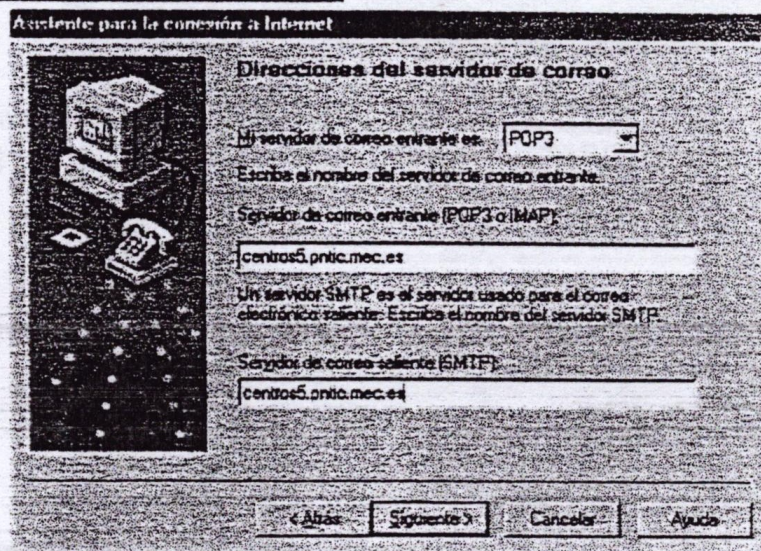 Asistente para la conexión a Internet
Direcciones del servidor de correo
Mi servidor de correo entrante es: POP3
Escriba el nombre del servidor de correo entrante.
Servidor de correo entrante (POP3 o IMAP):
centros5.pntic.mec.es
Un servidor SMTP es el servidor usado para el correo
electrónico saliente. Escriba el nombre del servidor SMTP.
Servidor de correo saliente (SMTP):
centros5.pntic.mec.es
< Atrás Siguiente > Cancelar Ayuda